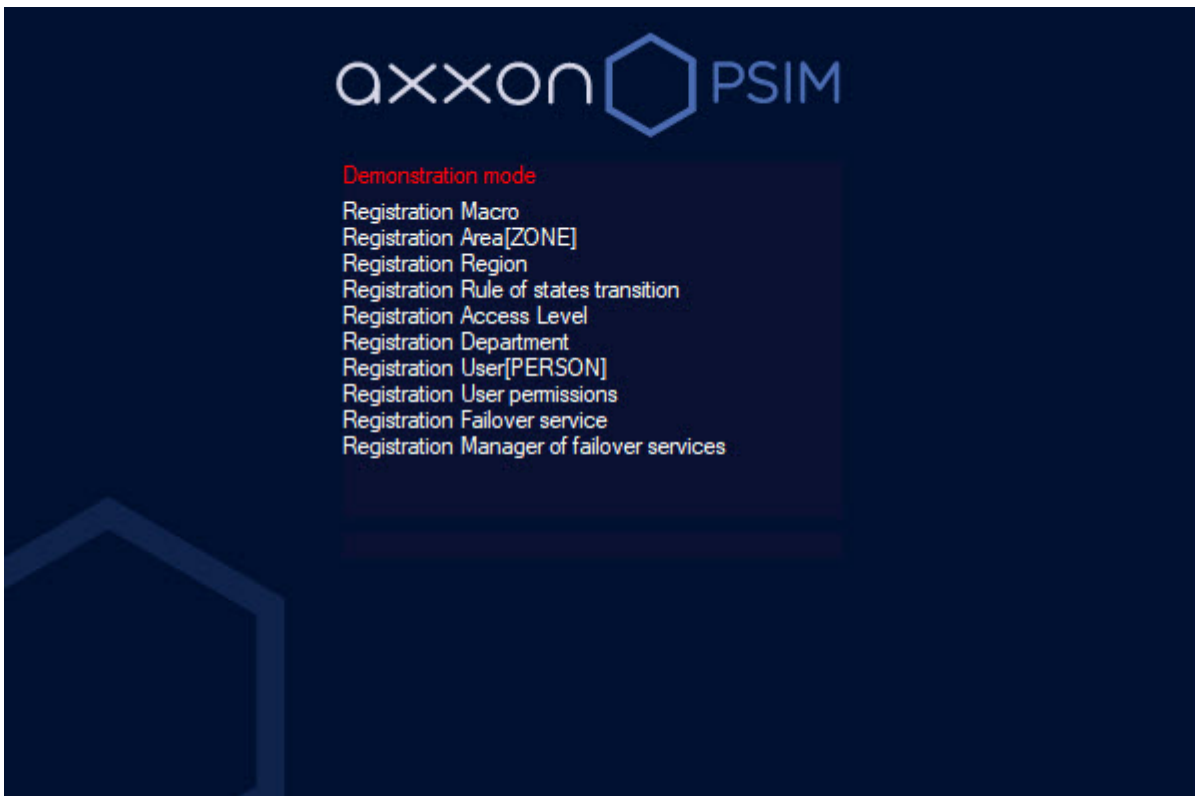 axxon PSIM
Demonstration mode
Registration Macro
Registration Area[ZONE]
Registration Region
Registration Rule of states transition
Registration Access Level
Registration Department
Registration User[PERSON]
Registration User permissions
Registration Failover service
Registration Manager of failover services